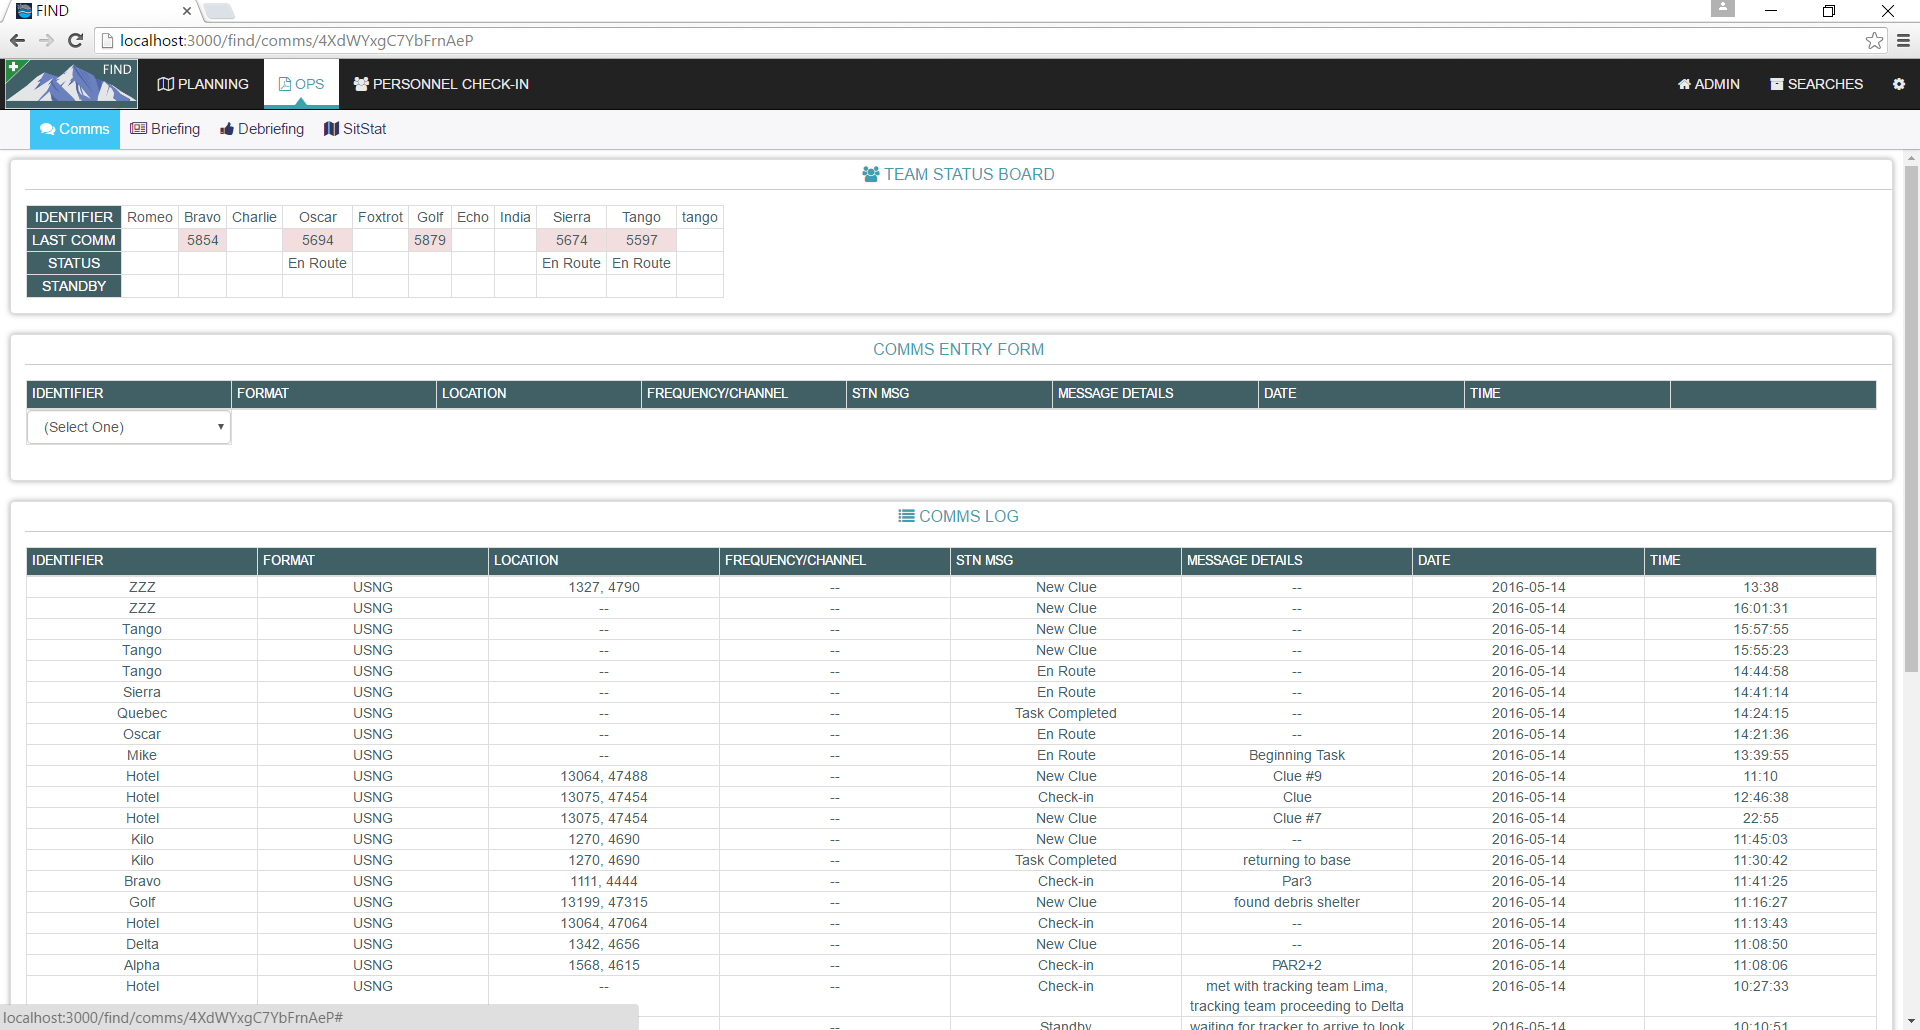 FIND
localhost:3000/find/comms/4XdWYxgC7YbFrnAeP
FIND PLANNING OPS PERSONNEL CHECK-IN ADMIN SEARCHES
Comms Briefing Debriefing SitStat
TEAM STATUS BOARD
IDENTIFIER Romeo Bravo Charlie Oscar Foxtrot Golf Echo India Sierra Tango tango
LAST COMM 5854 5694 5879 5674 5597
STATUS En Route En Route En Route
STANDBY
COMMS ENTRY FORM
IDENTIFIER FORMAT LOCATION FREQUENCY/CHANNEL STN MSG MESSAGE DETAILS DATE TIME
(Select One)
COMMS LOG
IDENTIFIER FORMAT LOCATION FREQUENCY/CHANNEL STN MSG MESSAGE DETAILS DATE TIME
ZZZ USNG 1327, 4790 -- New Clue -- 2016-05-14 13:38
ZZZ USNG -- -- New Clue -- 2016-05-14 16:01:31
Tango USNG -- -- New Clue -- 2016-05-14 15:57:55
Tango USNG -- -- New Clue -- 2016-05-14 15:55:23
Tango USNG -- -- En Route -- 2016-05-14 14:44:58
Sierra USNG -- -- En Route -- 2016-05-14 14:41:14
Quebec USNG -- -- Task Completed -- 2016-05-14 14:24:15
Oscar USNG -- -- En Route -- 2016-05-14 14:21:36
Mike USNG -- -- En Route Beginning Task 2016-05-14 13:39:55
Hotel USNG 13064, 47488 -- New Clue Clue #9 2016-05-14 11:10
Hotel USNG 13075, 47454 -- Check-in Clue 2016-05-14 12:46:38
Hotel USNG 13075, 47454 -- New Clue Clue #7 2016-05-14 22:55
Kilo USNG 1270, 4690 -- New Clue -- 2016-05-14 11:45:03
Kilo USNG 1270, 4690 -- Task Completed returning to base 2016-05-14 11:30:42
Bravo USNG 1111, 4444 -- Check-in Par3 2016-05-14 11:41:25
Golf USNG 13199, 47315 -- New Clue found debris shelter 2016-05-14 11:16:27
Hotel USNG 13064, 47064 -- Check-in -- 2016-05-14 11:13:43
Delta USNG 1342, 4656 -- New Clue -- 2016-05-14 11:08:50
Alpha USNG 1568, 4615 -- Check-in PAR2+2 2016-05-14 11:08:06
Hotel USNG -- -- Check-in met with tracking team Lima, 2016-05-14 10:27:33
tracking team proceeding to Delta
-- Standby waiting for tracker to arrive to look 2016-05-14 10:10:51
localhost:3000/find/comms/4XdWYxgC7YbFrnAeP#